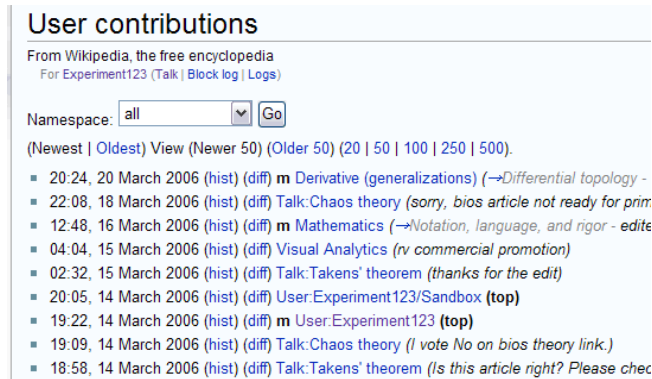 User contributions
From Wikipedia, the free encyclopedia
For Experiment123 (Talk | Block log | Logs)
Namespace: all Go
(Newest | Oldest) View (Newer 50) (Older 50) (20 | 50 | 100 | 250 | 500).
20:24, 20 March 2006 (hist) (diff) m Derivative (generalizations) (→Differential topology -
22:08, 18 March 2006 (hist) (diff) Talk:Chaos theory (sorry, bios article not ready for prim
12:48, 16 March 2006 (hist) (diff) m Mathematics (→Notation, language, and rigor - edite
04:04, 15 March 2006 (hist) (diff) Visual Analytics (rv commercial promotion)
02:32, 15 March 2006 (hist) (diff) Talk:Takens' theorem (thanks for the edit)
20:05, 14 March 2006 (hist) (diff) User:Experiment123/Sandbox (top)
19:22, 14 March 2006 (hist) (diff) m User:Experiment123 (top)
19:09, 14 March 2006 (hist) (diff) Talk:Chaos theory (I vote No on bios theory link.)
18:58, 14 March 2006 (hist) (diff) Talk:Takens' theorem (Is this article right? Please chec